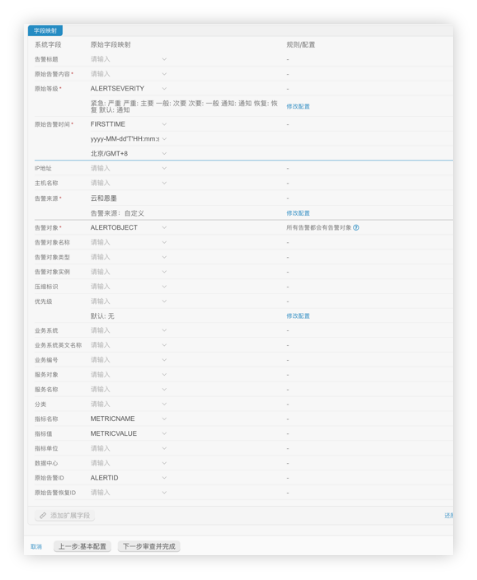 字段映射
系统字段 原始字段映射 规则/配置
告警标题 请输入 -
原始告警内容* 请输入 -
原始等级* ALERTSEVERITY -
紧急: 严重 严重: 主要 一般: 次要 次要: 一般 通知: 通知 恢复: 恢 修改配置
复 默认: 通知
原始告警时间* FIRSTTIME -
yyyy-MM-dd'T'HH:mm:s
北京/GMT+8
IP地址 请输入 -
主机名称 请输入 -
告警来源* 云和恩墨 -
告警来源: 自定义 修改配置
告警对象* ALERTOBJECT 所有告警都会有告警对象
告警对象名称 请输入 -
告警对象类型 请输入 -
告警对象实例 请输入 -
压缩标识 请输入 -
优先级 请输入 -
默认: 无 修改配置
业务系统 请输入 -
业务系统英文名称 请输入 -
业务编号 请输入 -
服务对象 请输入 -
服务名称 请输入 -
分类 请输入 -
指标名称 METRICNAME -
指标值 METRICVALUE -
指标单位 请输入 -
数据中心 请输入 -
原始告警ID ALERTID -
原始告警恢复ID 请输入 -
添加扩展字段
取消 上一步:基本配置 下一步审查并完成